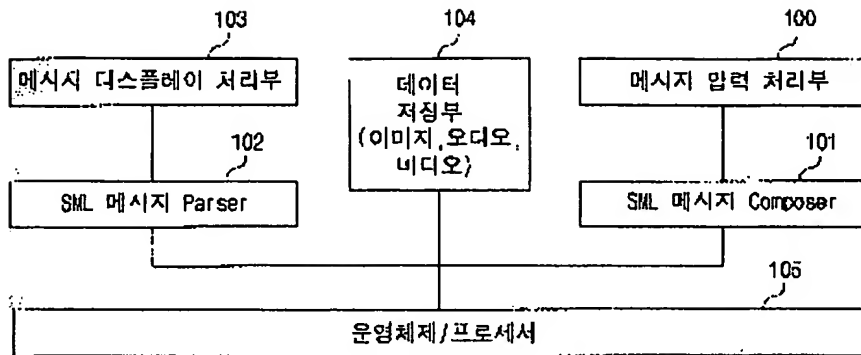 103
104
100
메시지 디스플레이 처리부
데이터
저장부
(이미지,오디오,
비디오)
메시지 입력 처리부
102
101
SML 메시지 Parser
SML 메시지 Composer
105
운영체제/프로세서